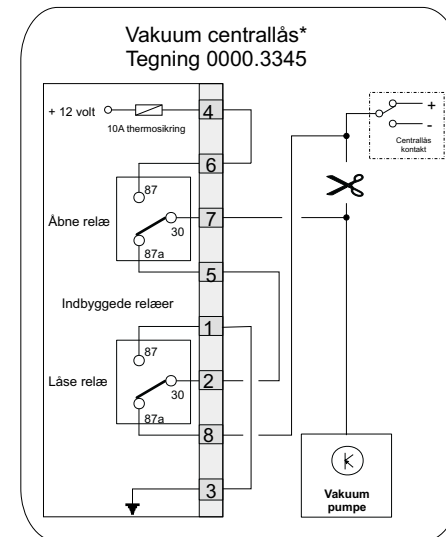 Vakuum centrallås*
Tegning 0000.3345
+ 12 volt
10A thermosikring
4
+
-
Centrallås
kontakt
6
87
Åbne relæ
30
7
87a
5
Indbyggede relæer
1
87
Låse relæ
30
2
87a
8
3
Vakuum
pumpe